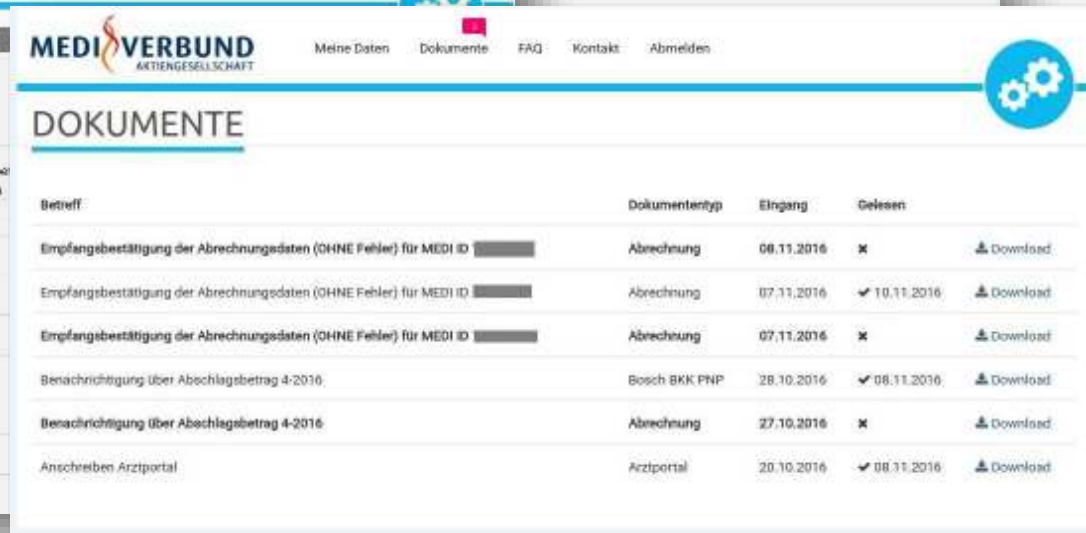 MEDI VERBUND
AKTIENGESELLSCHAFT
Meine Daten Dokumente FAQ Kontakt Abmelden
DOKUMENTE
Betreff Dokumententyp Eingang Gelesen
Empfangsbestätigung der Abrechnungsdaten (OHNE Fehler) für MEDI ID Abrechnung 08.11.2016 Download
Empfangsbestätigung der Abrechnungsdaten (OHNE Fehler) für MEDI ID Abrechnung 07.11.2016 10.11.2016 Download
Empfangsbestätigung der Abrechnungsdaten (OHNE Fehler) für MEDI ID Abrechnung 07.11.2016 Download
Benachrichtigung über Abschlagsbetrag 4-2016 Bosch BKK PNP 28.10.2016 08.11.2016 Download
Benachrichtigung über Abschlagsbetrag 4-2016 Abrechnung 27.10.2016 Download
Anschreiben Arztportal Arztportal 20.10.2016 08.11.2016 Download